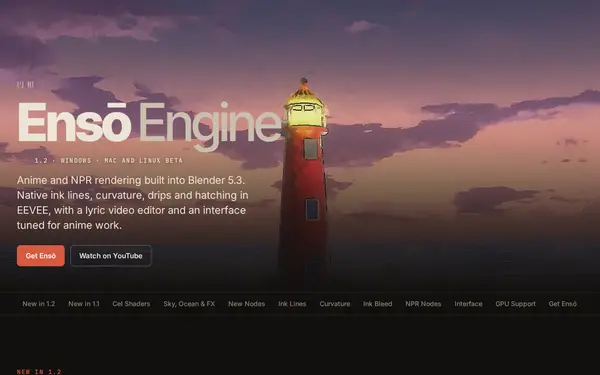 Ensō Engine
1.2 · WINDOWS · MAC AND LINUX BETA
Anime and NPR rendering built into Blender 5.3.
Native ink lines, curvature, drips and hatching in
EEVEE, with a lyric video editor and an interface
tuned for anime work.
Get Ensō
Watch on YouTube
New in 1.2
New in 1.1
Cel Shaders
Sky, Ocean & FX
New Nodes
Ink Lines
Curvature
Ink Bleed
NPR Nodes
Interface
GPU Support
Get Ensō
NEW IN 1.2